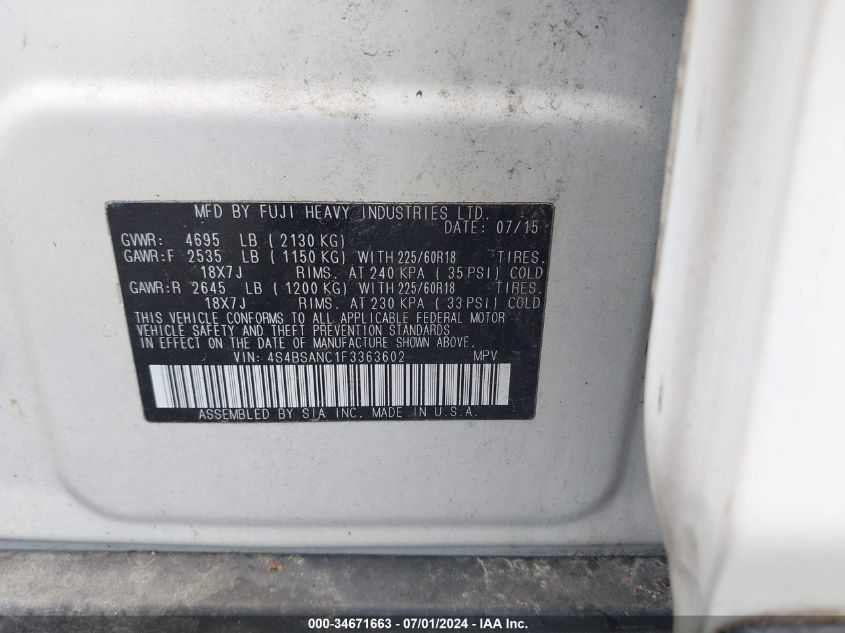 MFD BY FUJI HEAVY INDUSTRIES LTD.
DATE: 07/15
GVWR: 4695 LB ( 2130 KG)
GAWR:F 2535 LB ( 1150 KG) WITH 225/60R18 TIRES.
18X7J RIMS. AT 240 KPA ( 35 PSI) COLD
GAWR:R 2645 LB ( 1200 KG) WITH 225/60R18 TIRES.
18X7J RIMS. AT 230 KPA ( 33 PSI) COLD
THIS VEHICLE CONFORMS TO ALL APPLICABLE FEDERAL MOTOR
VEHICLE SAFETY AND THEFT PREVENTION STANDARDS
IN EFFECT ON THE DATE OF MANUFACTURE SHOWN ABOVE.
VIN: 4S4BSANC1F3363602 MPV
ASSEMBLED BY SIA INC. MADE IN U.S.A.
000-34671663 - 07/01/2024 - IAA Inc.